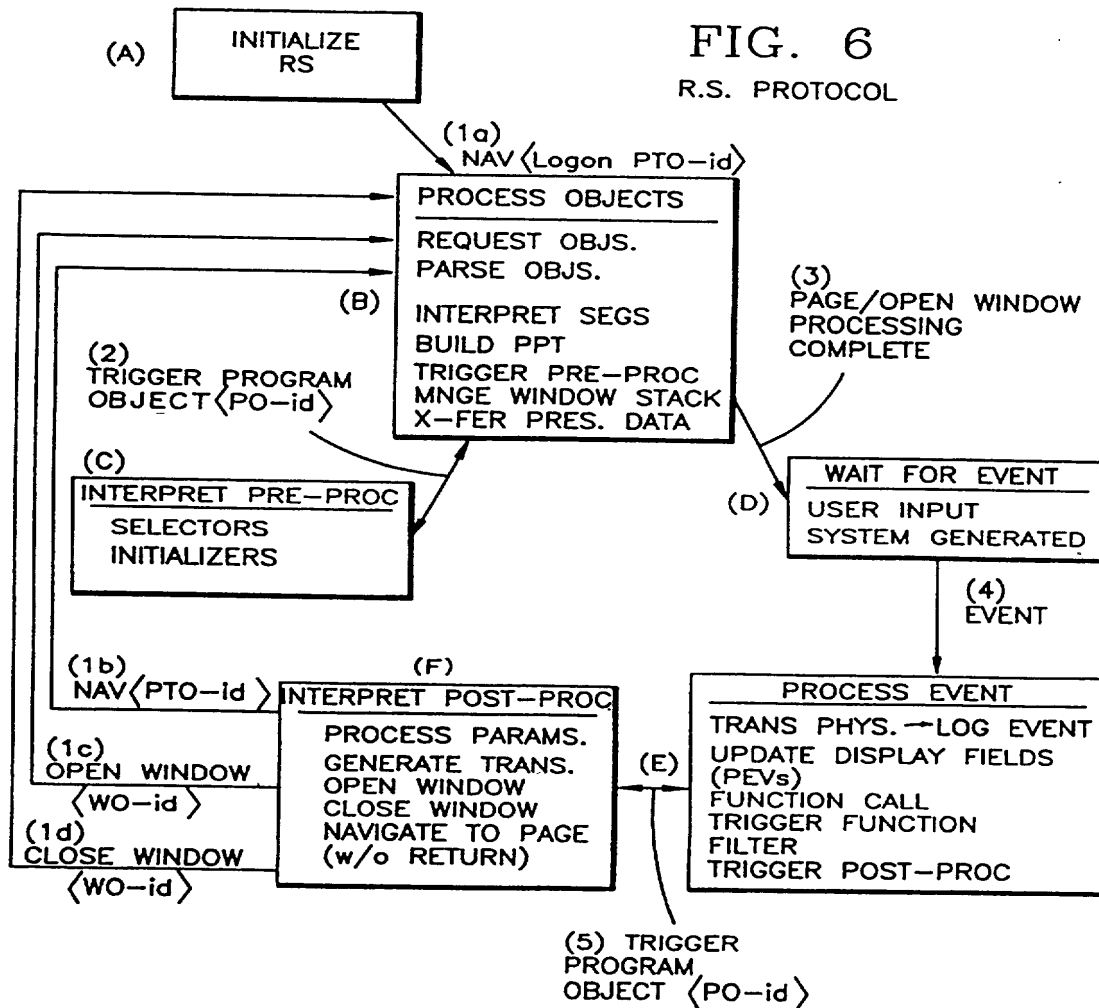 FIG. 6
R.S. PROTOCOL
(A)
INITIALIZE
RS
(1a)
NAV〈Logon PTO-id〉
PROCESS OBJECTS
REQUEST OBJS.
PARSE OBJS.
(B)
INTERPRET SEGS
BUILD PPT
TRIGGER PRE-PROC
MNGE WINDOW STACK
X-FER PRES. DATA
(2)
TRIGGER PROGRAM
OBJECT〈PO-id〉
(3)
PAGE/OPEN WINDOW
PROCESSING
COMPLETE
(C)
INTERPRET PRE-PROC
SELECTORS
INITIALIZERS
(D)
WAIT FOR EVENT
USER INPUT
SYSTEM GENERATED
(4)
EVENT
(1b)
NAV〈PTO-id〉
(1c)
OPEN WINDOW
〈WO-id〉
(1d)
CLOSE WINDOW
〈WO-id〉
(F)
INTERPRET POST-PROC
PROCESS PARAMS.
GENERATE TRANS.
OPEN WINDOW
CLOSE WINDOW
NAVIGATE TO PAGE
(w/o RETURN)
(E)
PROCESS EVENT
TRANS PHYS. → LOG EVENT
UPDATE DISPLAY FIELDS
(PEVs)
FUNCTION CALL
TRIGGER FUNCTION
FILTER
TRIGGER POST-PROC
(5) TRIGGER
PROGRAM
OBJECT 〈PO-id〉